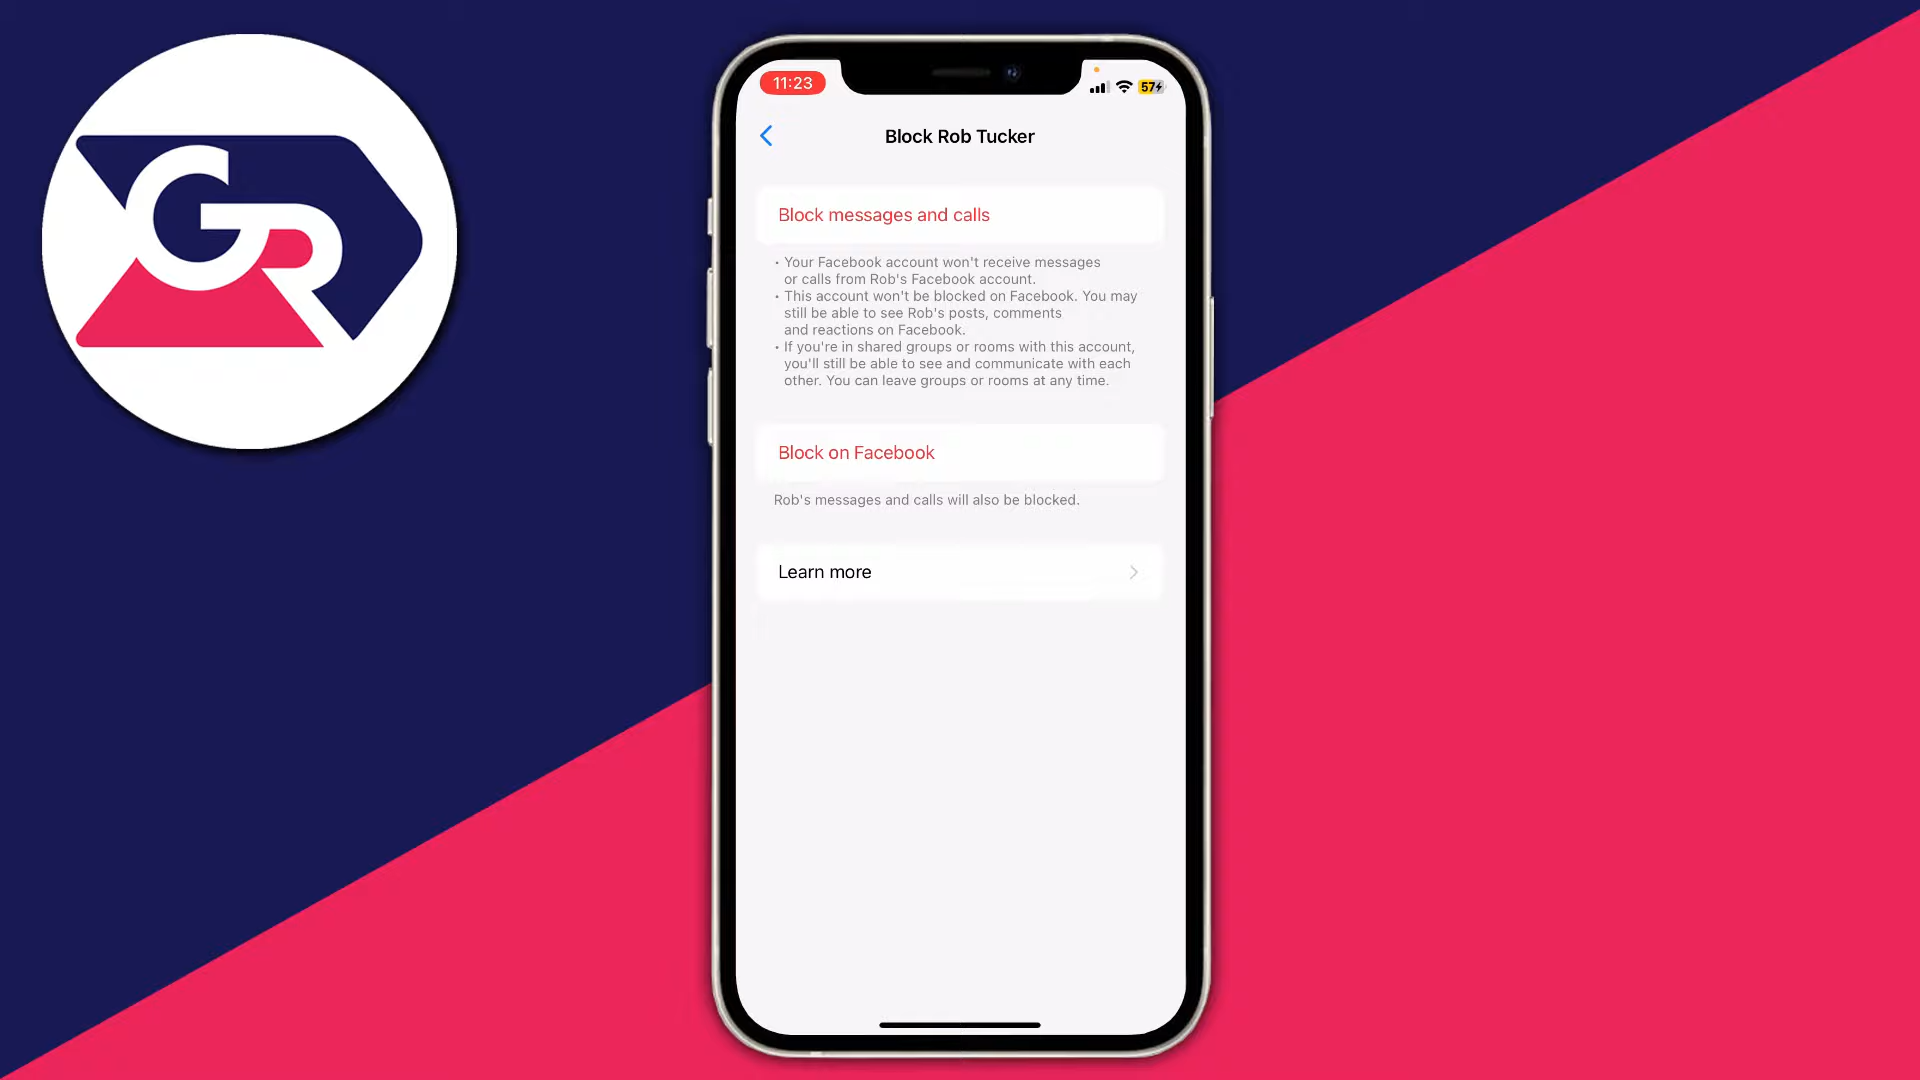 GR
11:23
57
Block Rob Tucker
Block messages and calls
• Your Facebook account won't receive messages
or calls from Rob's Facebook account.
• This account won't be blocked on Facebook. You may
still be able to see Rob's posts, comments
and reactions on Facebook.
• If you're in shared groups or rooms with this account,
you'll still be able to see and communicate with each
other. You can leave groups or rooms at any time.
Block on Facebook
Rob's messages and calls will also be blocked.
Learn more